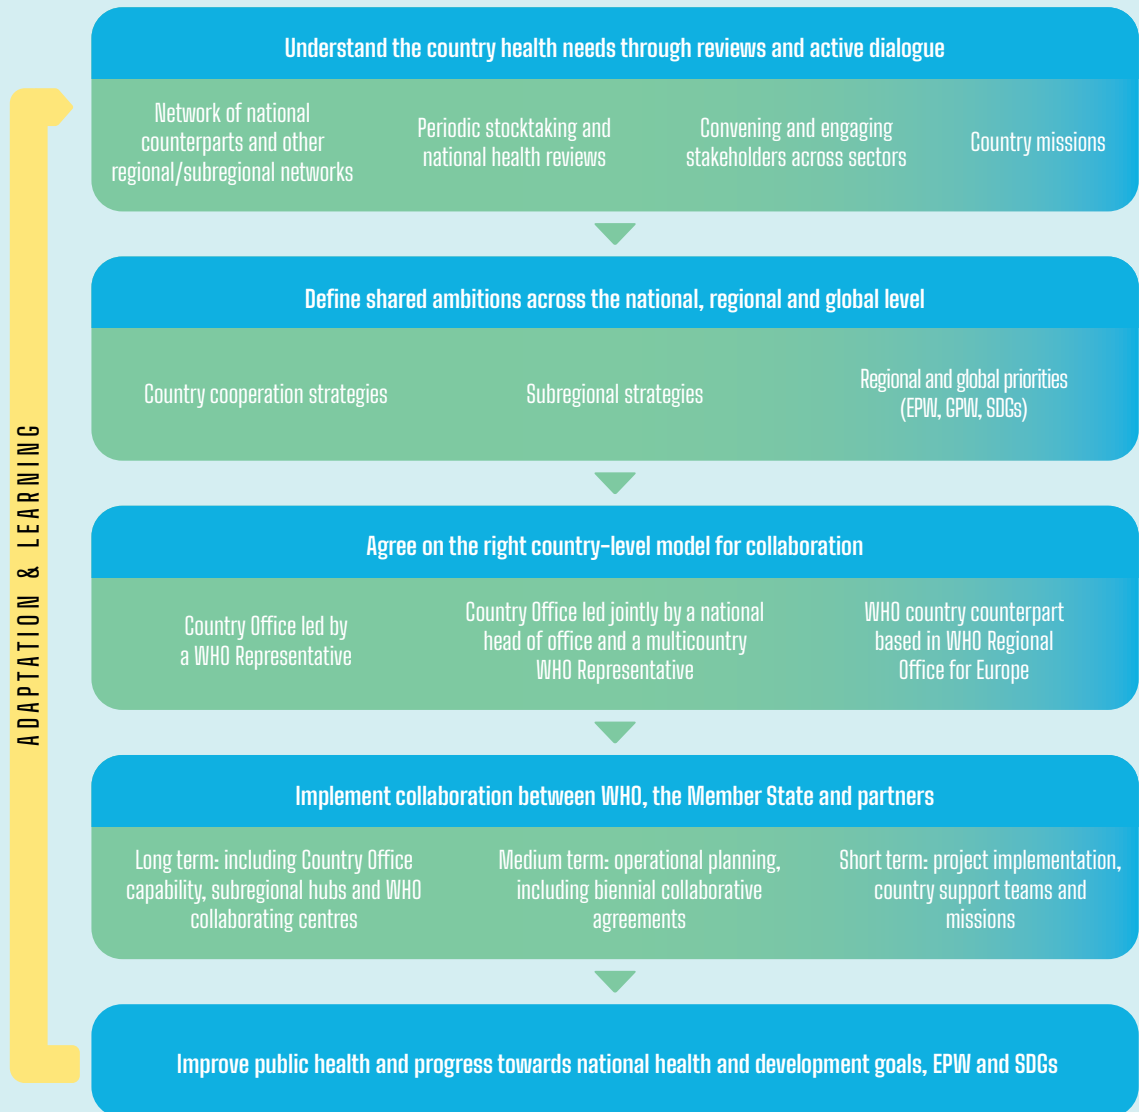 Understand the country health needs through reviews and active dialogue
Network of national
counterparts and other
regional/subregional networks
Periodic stocktaking and
national health reviews
Convening and engaging
stakeholders across sectors
Country missions
Define shared ambitions across the national, regional and global level
Country cooperation strategies
Subregional strategies
Regional and global priorities
(EPW, GPW, SDGs)
Agree on the right country-level model for collaboration
Country Office led by
a WHO Representative
Country Office led jointly by a national
head of office and a multicountry
WHO Representative
WHO country counterpart
based in WHO Regional
Office for Europe
Implement collaboration between WHO, the Member State and partners
Long term: including Country Office
capability, subregional hubs and WHO
collaborating centres
Medium term: operational planning,
including biennial collaborative
agreements
Short term: project implementation,
country support teams and
missions
Improve public health and progress towards national health and development goals, EPW and SDGs
ADAPTATION & LEARNING